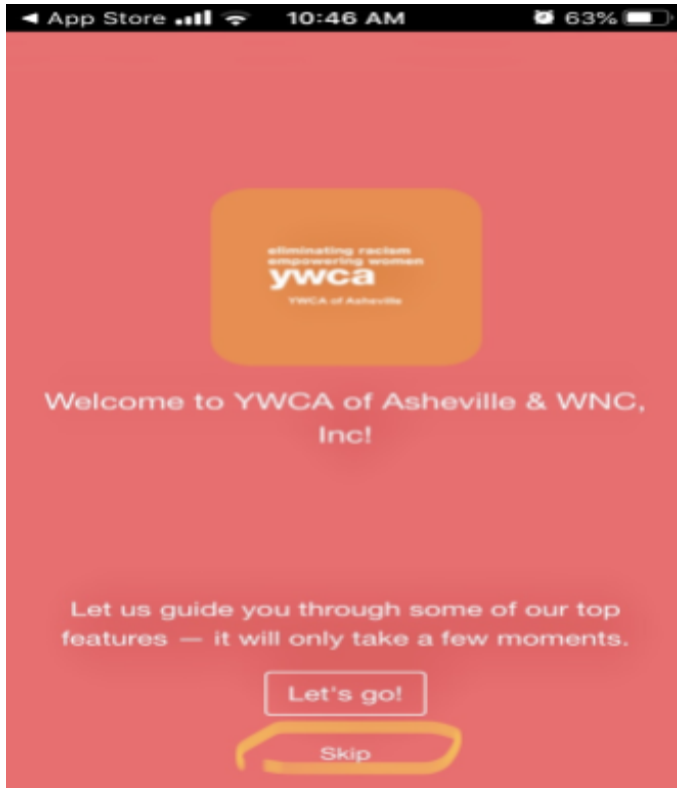 ◄ App Store 10:46 AM 63%
eliminating racism
empowering women
ywca
YWCA of Asheville
Welcome to YWCA of Asheville & WNC,
Inc!
Let us guide you through some of our top
features — it will only take a few moments.
Let's go!
Skip